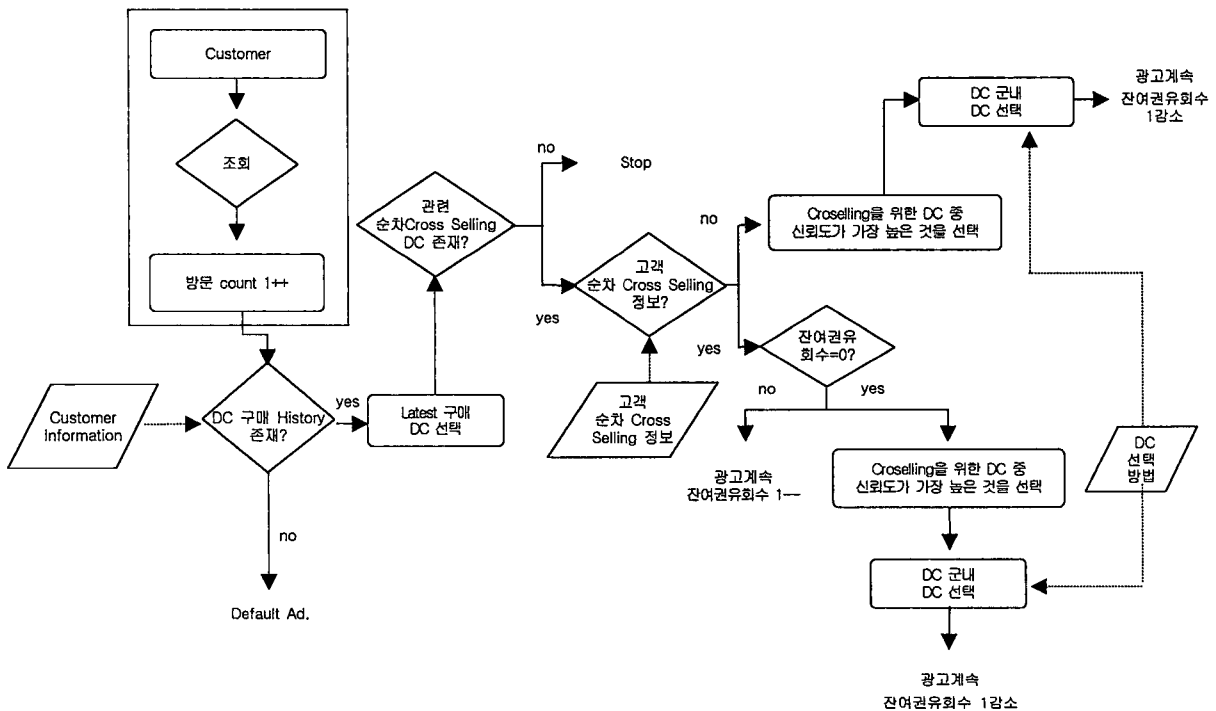 Customer
조회
방문 count 1++
Customer
Information
DC 구매 History
존재?
yes
no
Default Ad.
Latest 구매
DC 선택
관련
순차Cross Selling
DC 존재?
no
Stop
yes
고객
순차 Cross Selling
정보?
고객
순차 Cross
Selling 정보
no
Croselling을 위한 DC 중
신뢰도가 가장 높은 것을 선택
DC 군내
DC 선택
광고계속
잔여권유회수
1감소
yes
잔여권유
회수=0?
no
yes
광고계속
잔여권유회수 1--
Croselling을 위한 DC 중
신뢰도가 가장 높은 것을 선택
DC 군내
DC 선택
DC
선택
방법
광고계속
잔여권유회수 1감소